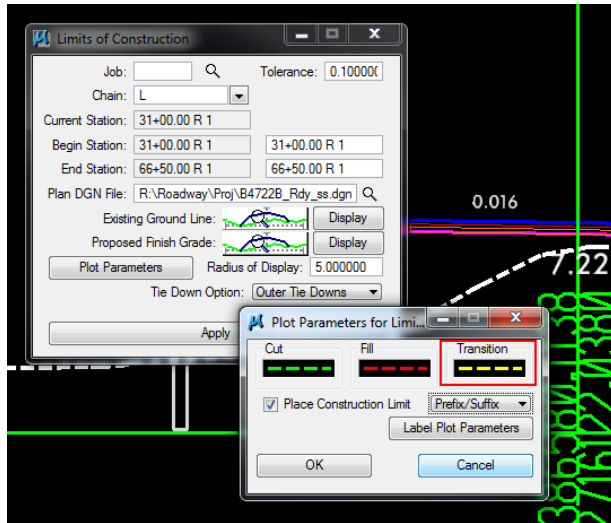 Limits of Construction
Job: Tolerance: 0.10000(
Chain: L
Current Station: 31+00.00 R 1
Begin Station: 31+00.00 R 1 31+00.00 R 1
End Station: 66+50.00 R 1 66+50.00 R 1
Plan DGN File: R:\Roadway\Proj\B4722B_Rdy_ss.dgn
Existing Ground Line: Display
Proposed Finish Grade: Display
Plot Parameters Radius of Display: 5.000000
Tie Down Option: Outer Tie Downs
Apply
0.016
7.22
Plot Parameters for Limi...
Cut Fill Transition
Place Construction Limit Prefix/Suffix
Label Plot Parameters
OK Cancel